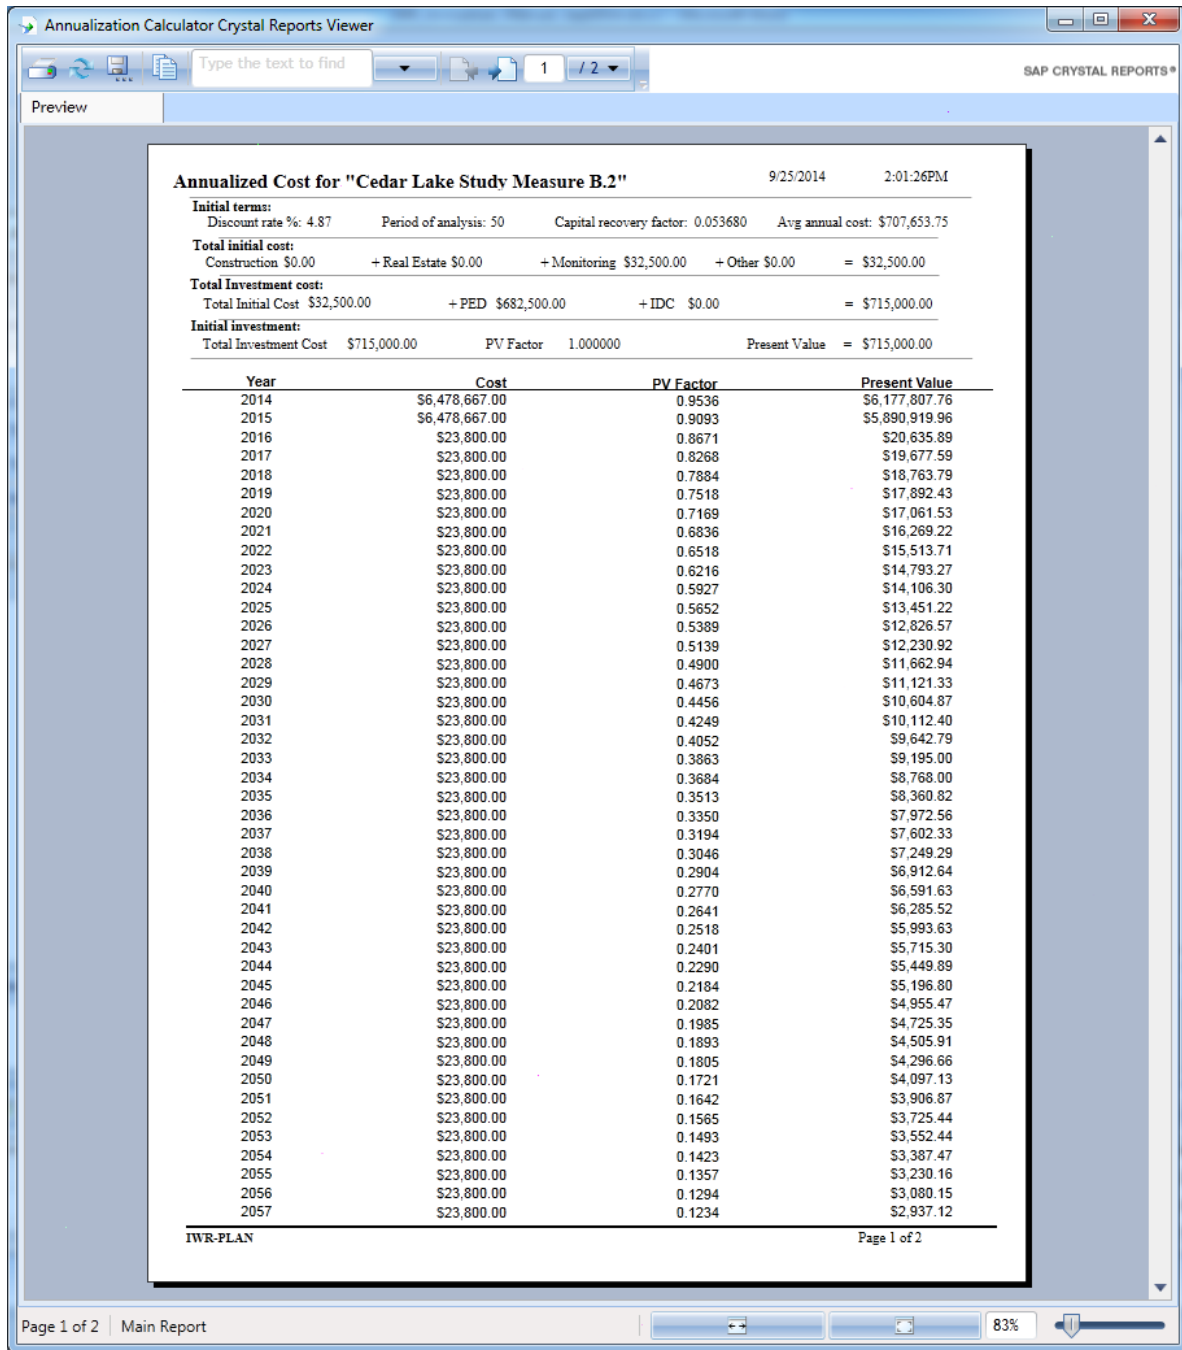 Annualization Calculator Crystal Reports Viewer
Type the text to find 1 / 2 SAP CRYSTAL REPORTS®
Preview
Annualized Cost for "Cedar Lake Study Measure B.2" 9/25/2014 2:01:26PM
Initial terms:
Discount rate %: 4.87 Period of analysis: 50 Capital recovery factor: 0.053680 Avg annual cost: $707,653.75
Total initial cost:
Construction $0.00 + Real Estate $0.00 + Monitoring $32,500.00 + Other $0.00 = $32,500.00
Total Investment cost:
Total Initial Cost $32,500.00 + PED $682,500.00 + IDC $0.00 = $715,000.00
Initial investment:
Total Investment Cost $715,000.00 PV Factor 1.000000 Present Value = $715,000.00
Year Cost PV Factor Present Value
2014 $6,478,667.00 0.9536 $6,177,807.76
2015 $6,478,667.00 0.9093 $5,890,919.96
2016 $23,800.00 0.8671 $20,635.89
2017 $23,800.00 0.8268 $19,677.59
2018 $23,800.00 0.7884 $18,763.79
2019 $23,800.00 0.7518 $17,892.43
2020 $23,800.00 0.7169 $17,061.53
2021 $23,800.00 0.6836 $16,269.22
2022 $23,800.00 0.6518 $15,513.71
2023 $23,800.00 0.6216 $14,793.27
2024 $23,800.00 0.5927 $14,106.30
2025 $23,800.00 0.5652 $13,451.22
2026 $23,800.00 0.5389 $12,826.57
2027 $23,800.00 0.5139 $12,230.92
2028 $23,800.00 0.4900 $11,662.94
2029 $23,800.00 0.4673 $11,121.33
2030 $23,800.00 0.4456 $10,604.87
2031 $23,800.00 0.4249 $10,112.40
2032 $23,800.00 0.4052 $9,642.79
2033 $23,800.00 0.3863 $9,195.00
2034 $23,800.00 0.3684 $8,768.00
2035 $23,800.00 0.3513 $8,360.82
2036 $23,800.00 0.3350 $7,972.56
2037 $23,800.00 0.3194 $7,602.33
2038 $23,800.00 0.3046 $7,249.29
2039 $23,800.00 0.2904 $6,912.64
2040 $23,800.00 0.2770 $6,591.63
2041 $23,800.00 0.2641 $6,285.52
2042 $23,800.00 0.2518 $5,993.63
2043 $23,800.00 0.2401 $5,715.30
2044 $23,800.00 0.2290 $5,449.89
2045 $23,800.00 0.2184 $5,196.80
2046 $23,800.00 0.2082 $4,955.47
2047 $23,800.00 0.1985 $4,725.35
2048 $23,800.00 0.1893 $4,505.91
2049 $23,800.00 0.1805 $4,296.66
2050 $23,800.00 0.1721 $4,097.13
2051 $23,800.00 0.1642 $3,906.87
2052 $23,800.00 0.1565 $3,725.44
2053 $23,800.00 0.1493 $3,552.44
2054 $23,800.00 0.1423 $3,387.47
2055 $23,800.00 0.1357 $3,230.16
2056 $23,800.00 0.1294 $3,080.15
2057 $23,800.00 0.1234 $2,937.12
IWR-PLAN Page 1 of 2
Page 1 of 2 Main Report 83%